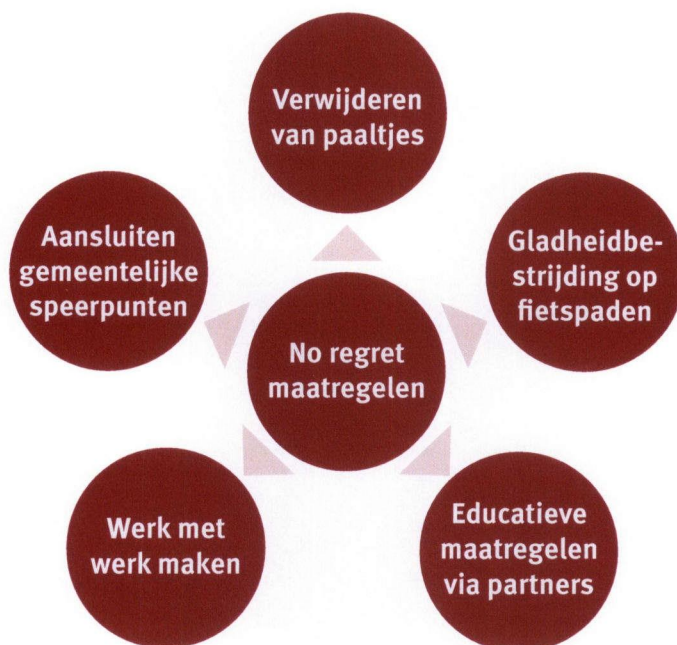 Verwijderen
van paaltjes
Aansluiten
gemeentelijke
speerpunten
Gladheidbe-
strijding op
fietspaden
No regret
maatregelen
Werk met
werk maken
Educatieve
maatregelen
via partners